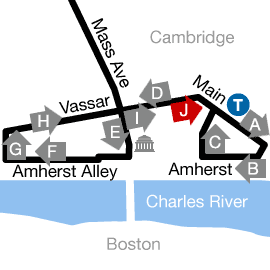 Cambridge
Mass Ave
Main
Vassar
D
J
T
A
H
I
E
C
G
F
B
Amherst Alley
Amherst
Charles River
Boston